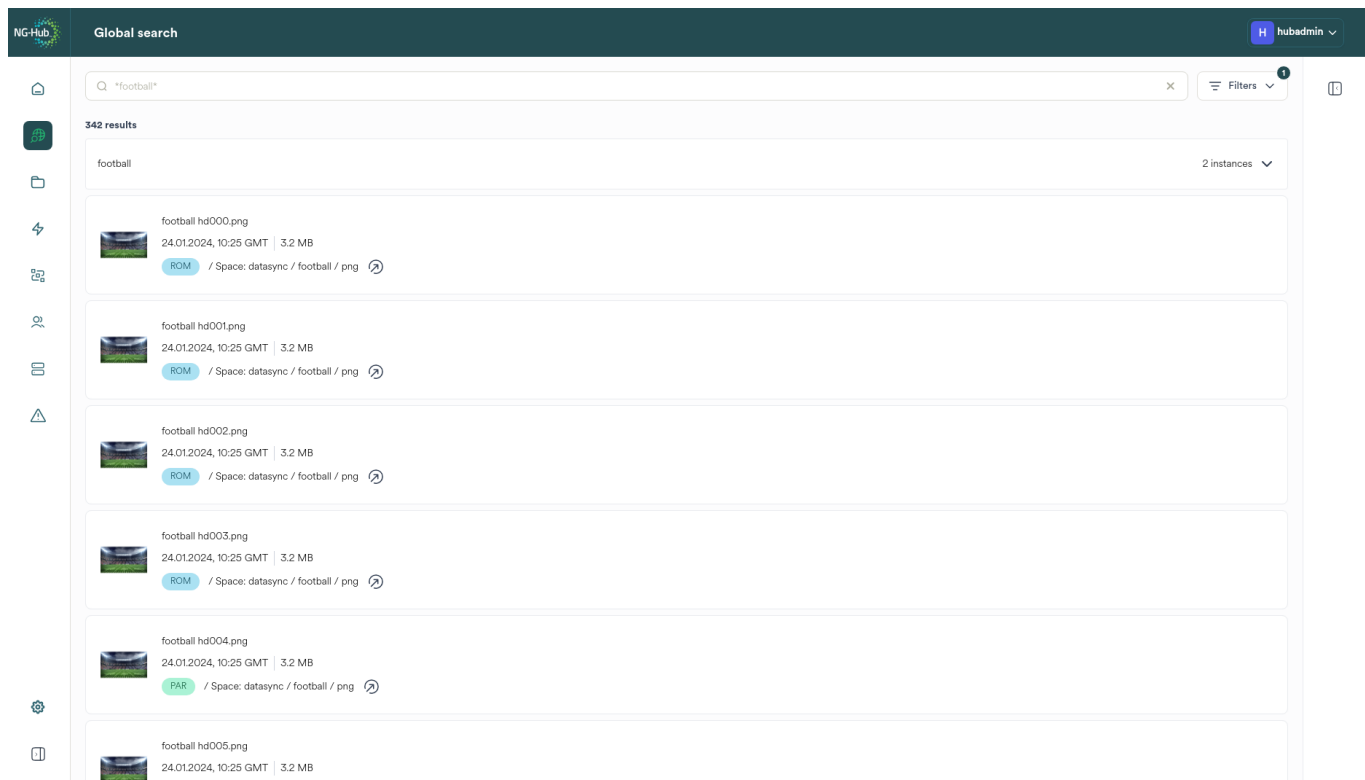 NG-Hub
Global search
H hubadmin
*football*
Filters
1
342 results
football
2 instances
football hd000.png
24.01.2024, 10:25 GMT 3.2 MB
ROM / Space: datasync / football / png
football hd001.png
24.01.2024, 10:25 GMT 3.2 MB
ROM / Space: datasync / football / png
football hd002.png
24.01.2024, 10:25 GMT 3.2 MB
ROM / Space: datasync / football / png
football hd003.png
24.01.2024, 10:25 GMT 3.2 MB
ROM / Space: datasync / football / png
football hd004.png
24.01.2024, 10:25 GMT 3.2 MB
PAR / Space: datasync / football / png
football hd005.png
24.01.2024, 10:25 GMT 3.2 MB